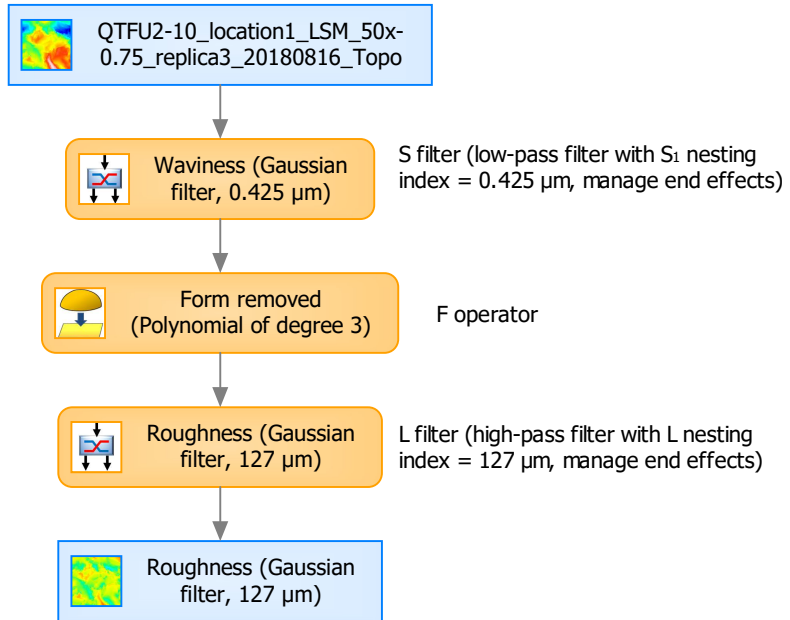 QTFU2-10_location1_LSM_50x-
0.75_replica3_20180816_Topo
Waviness (Gaussian
filter, 0.425 µm)
S filter (low-pass filter with S₁ nesting
index = 0.425 µm, manage end effects)
Form removed
(Polynomial of degree 3)
F operator
Roughness (Gaussian
filter, 127 µm)
L filter (high-pass filter with L nesting
index = 127 µm, manage end effects)
Roughness (Gaussian
filter, 127 µm)